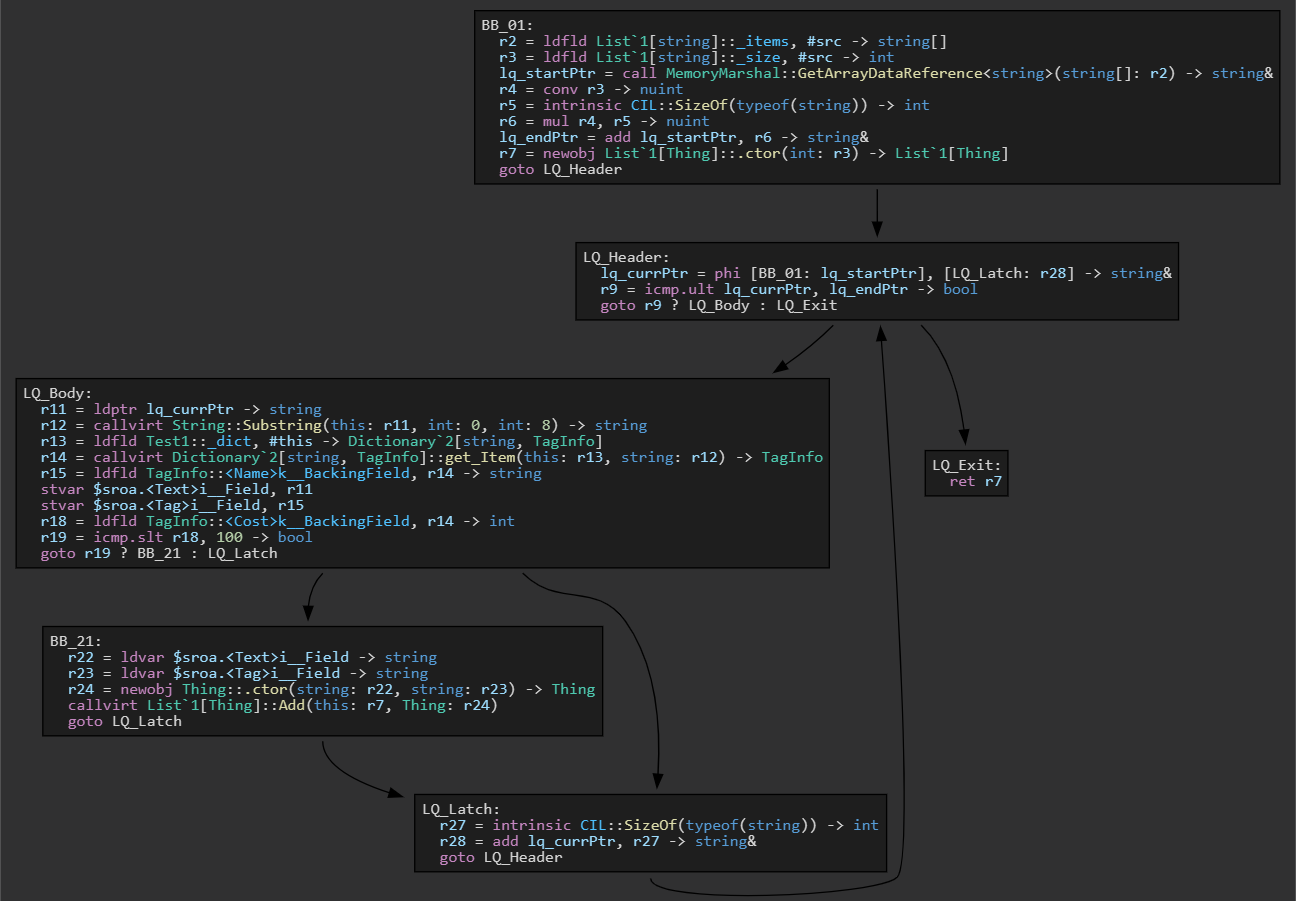 BB_01:
r2 = ldfld List`1[string]::_items, #src -> string[]
r3 = ldfld List`1[string]::_size, #src -> int
lq_startPtr = call MemoryMarshal::GetArrayDataReference<string>(string[]: r2) -> string&
r4 = conv r3 -> nuint
r5 = intrinsic CIL::SizeOf(typeof(string)) -> int
r6 = mul r4, r5 -> nuint
lq_endPtr = add lq_startPtr, r6 -> string&
r7 = newobj List`1[Thing]::.ctor(int: r3) -> List`1[Thing]
goto LQ_Header
LQ_Header:
lq_currPtr = phi [BB_01: lq_startPtr], [LQ_Latch: r28] -> string&
r9 = icmp.ult lq_currPtr, lq_endPtr -> bool
goto r9 ? LQ_Body : LQ_Exit
LQ_Body:
r11 = ldptr lq_currPtr -> string
r12 = callvirt String::Substring(this: r11, int: 0, int: 8) -> string
r13 = ldfld Test1::_dict, #this -> Dictionary`2[string, TagInfo]
r14 = callvirt Dictionary`2[string, TagInfo]::get_Item(this: r13, string: r12) -> TagInfo
r15 = ldfld TagInfo::<Name>k__BackingField, r14 -> string
stvar $sroa.<Text>i__Field, r11
stvar $sroa.<Tag>i__Field, r15
r18 = ldfld TagInfo::<Cost>k__BackingField, r14 -> int
r19 = icmp.slt r18, 100 -> bool
goto r19 ? BB_21 : LQ_Latch
LQ_Exit:
ret r7
BB_21:
r22 = ldvar $sroa.<Text>i__Field -> string
r23 = ldvar $sroa.<Tag>i__Field -> string
r24 = newobj Thing::.ctor(string: r22, string: r23) -> Thing
callvirt List`1[Thing]::Add(this: r7, Thing: r24)
goto LQ_Latch
LQ_Latch:
r27 = intrinsic CIL::SizeOf(typeof(string)) -> int
r28 = add lq_currPtr, r27 -> string&
goto LQ_Header